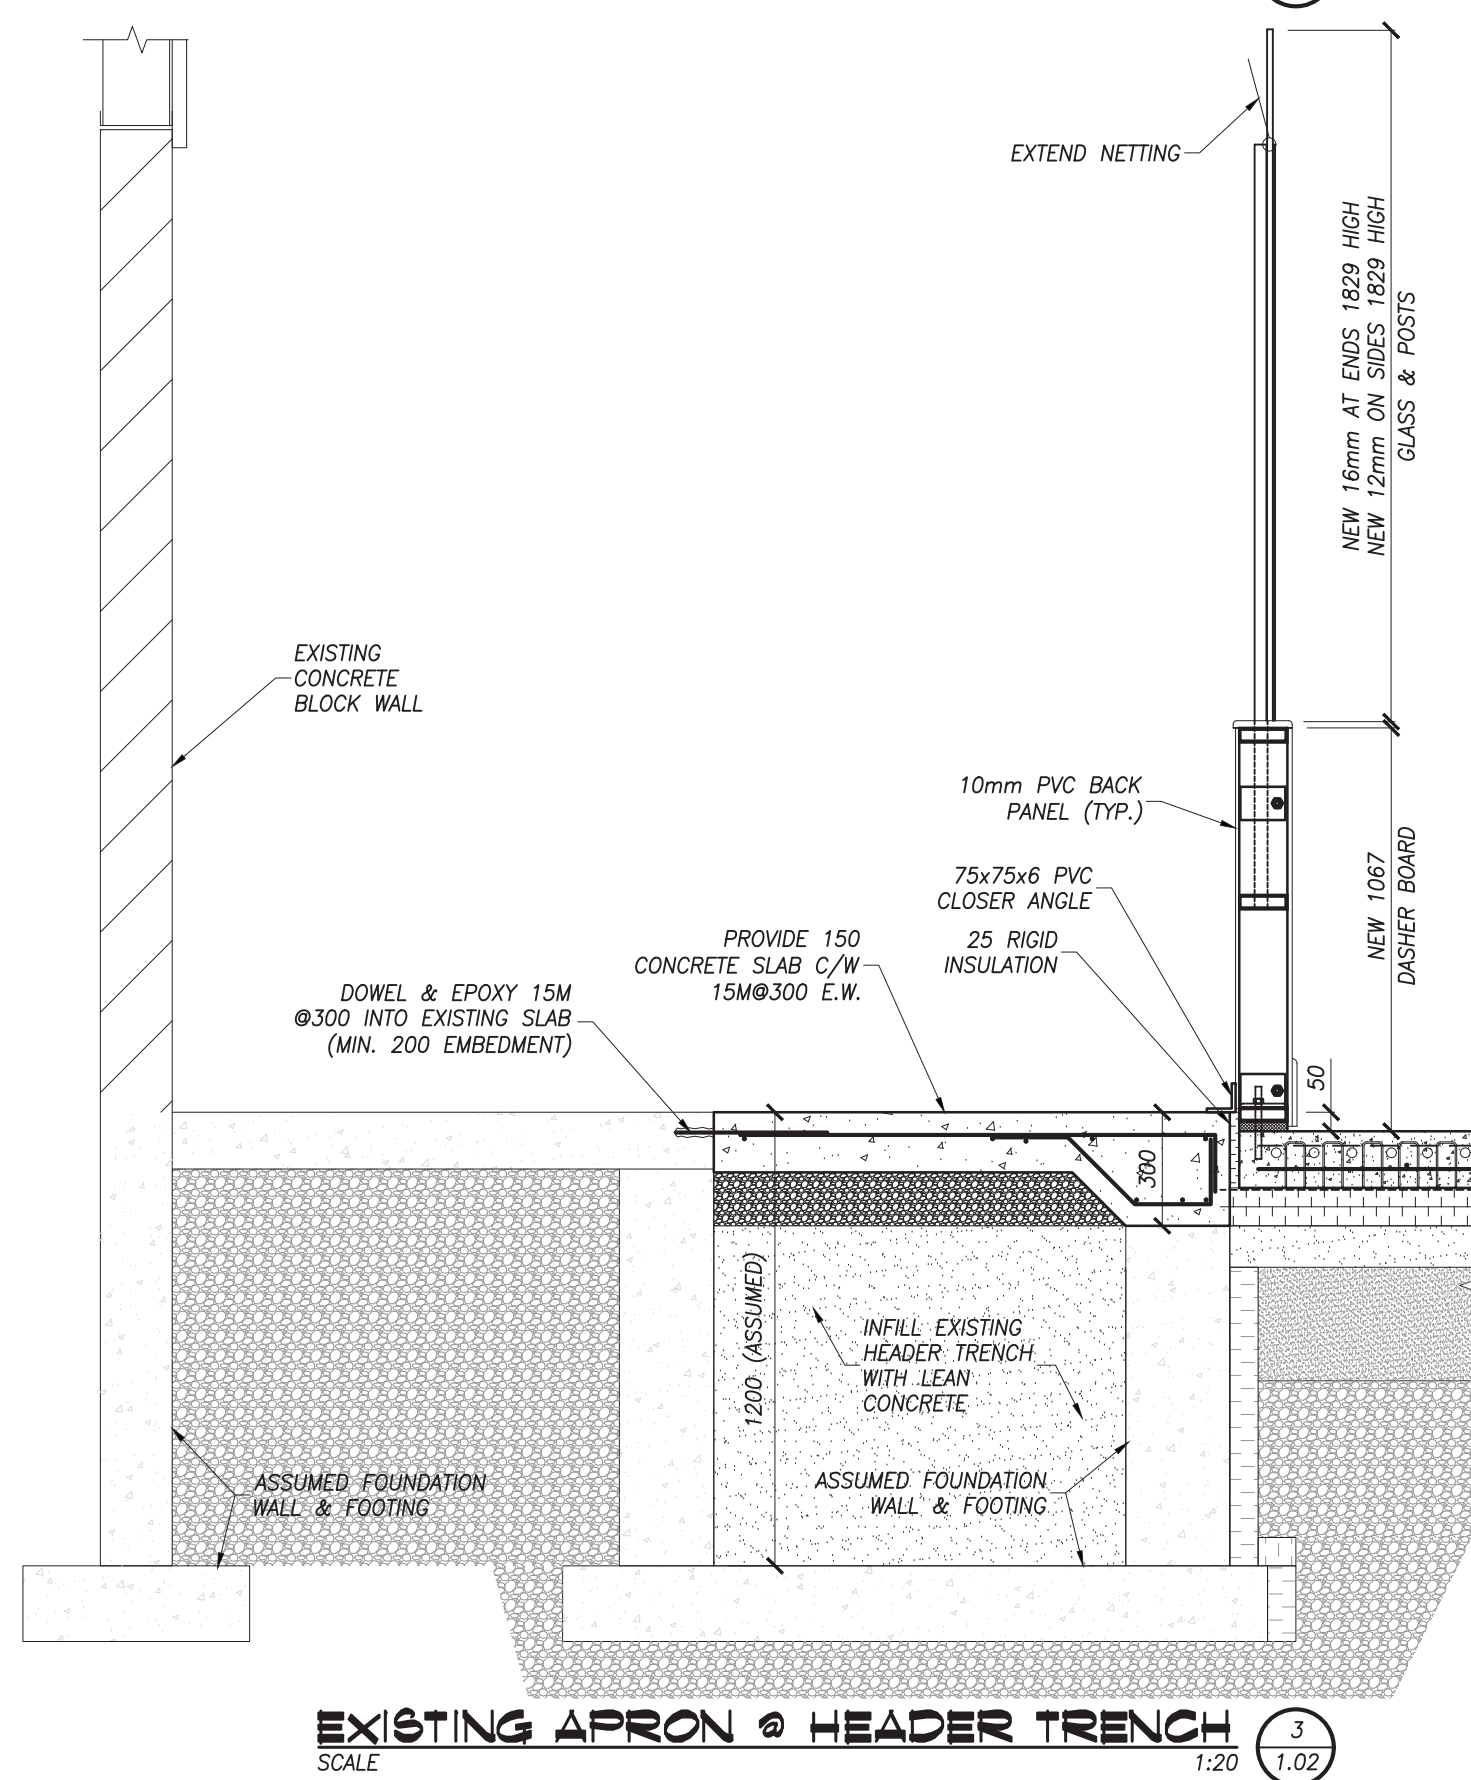 EXTEND NETTING
NEW 16mm AT ENDS 1829 HIGH
NEW 12mm ON SIDES 1829 HIGH
GLASS & POSTS
EXISTING
CONCRETE
BLOCK WALL
10mm PVC BACK
PANEL (TYP.)
NEW 1067
DASHER BOARD
75x75x6 PVC
CLOSER ANGLE
25 RIGID
INSULATION
PROVIDE 150
CONCRETE SLAB C/W
15M@300 E.W.
DOWEL & EPOXY 15M
@300 INTO EXISTING SLAB
(MIN. 200 EMBEDMENT)
50
300
1200 (ASSUMED)
INFILL EXISTING
HEADER TRENCH
WITH LEAN
CONCRETE
ASSUMED FOUNDATION
WALL & FOOTING
ASSUMED FOUNDATION
WALL & FOOTING
EXISTING APRON @ HEADER TRENCH
SCALE 1:20
3
1.02